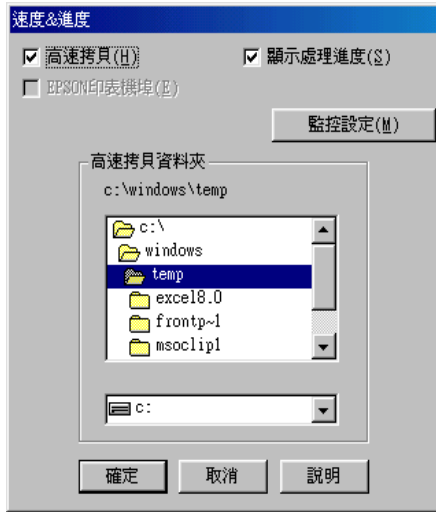 速度&進度
高速拷貝(H)
顯示處理進度(S)
EPSON印表機埠(E)
監控設定(M)
高速拷貝資料夾
c:\windows\temp
c:\
windows
temp
excel8.0
frontp~1
msoclip1
c:
確定
取消
說明